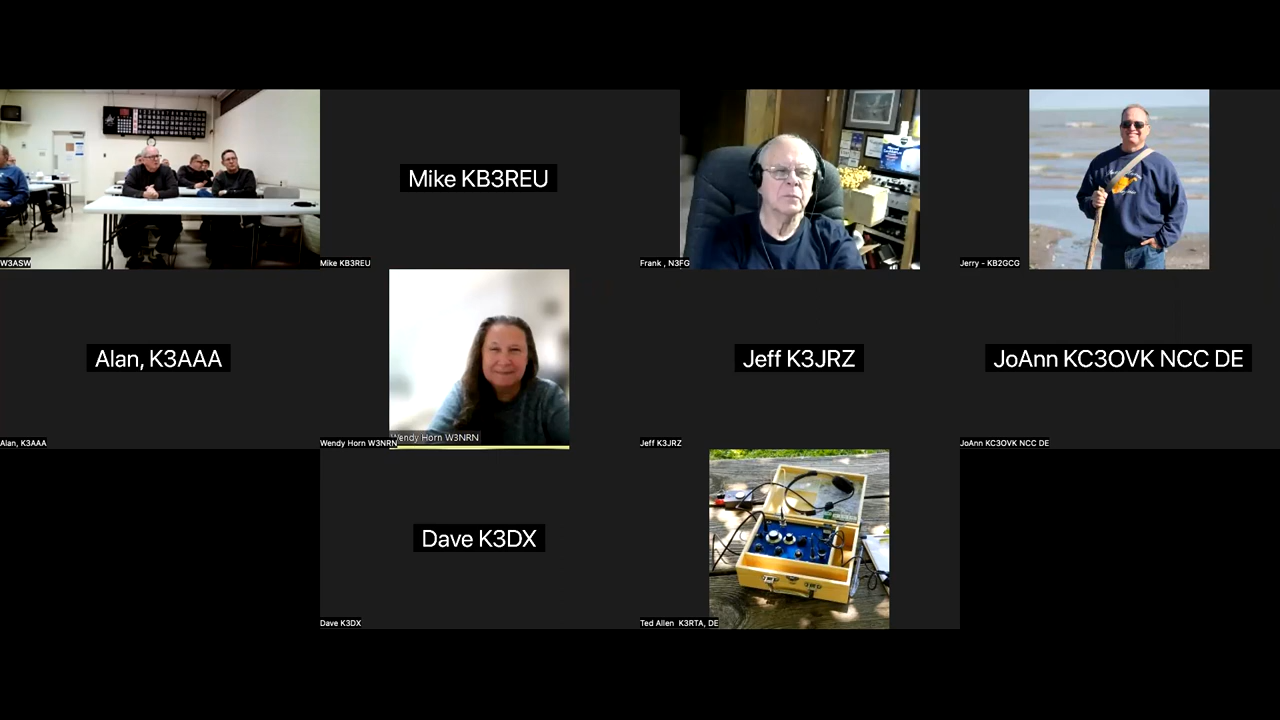 W3ASW
Mike KB3REU
Mike KB3REU
Frank , N3FG
Jerry - KB2GCG
Alan, K3AAA
Alan, K3AAA
Wendy Horn W3NRN
Wendy Horn W3NRN
Jeff K3JRZ
Jeff K3JRZ
JoAnn KC3OVK NCC DE
JoAnn KC3OVK NCC DE
Dave K3DX
Dave K3DX
Ted Allen K3RTA, DE